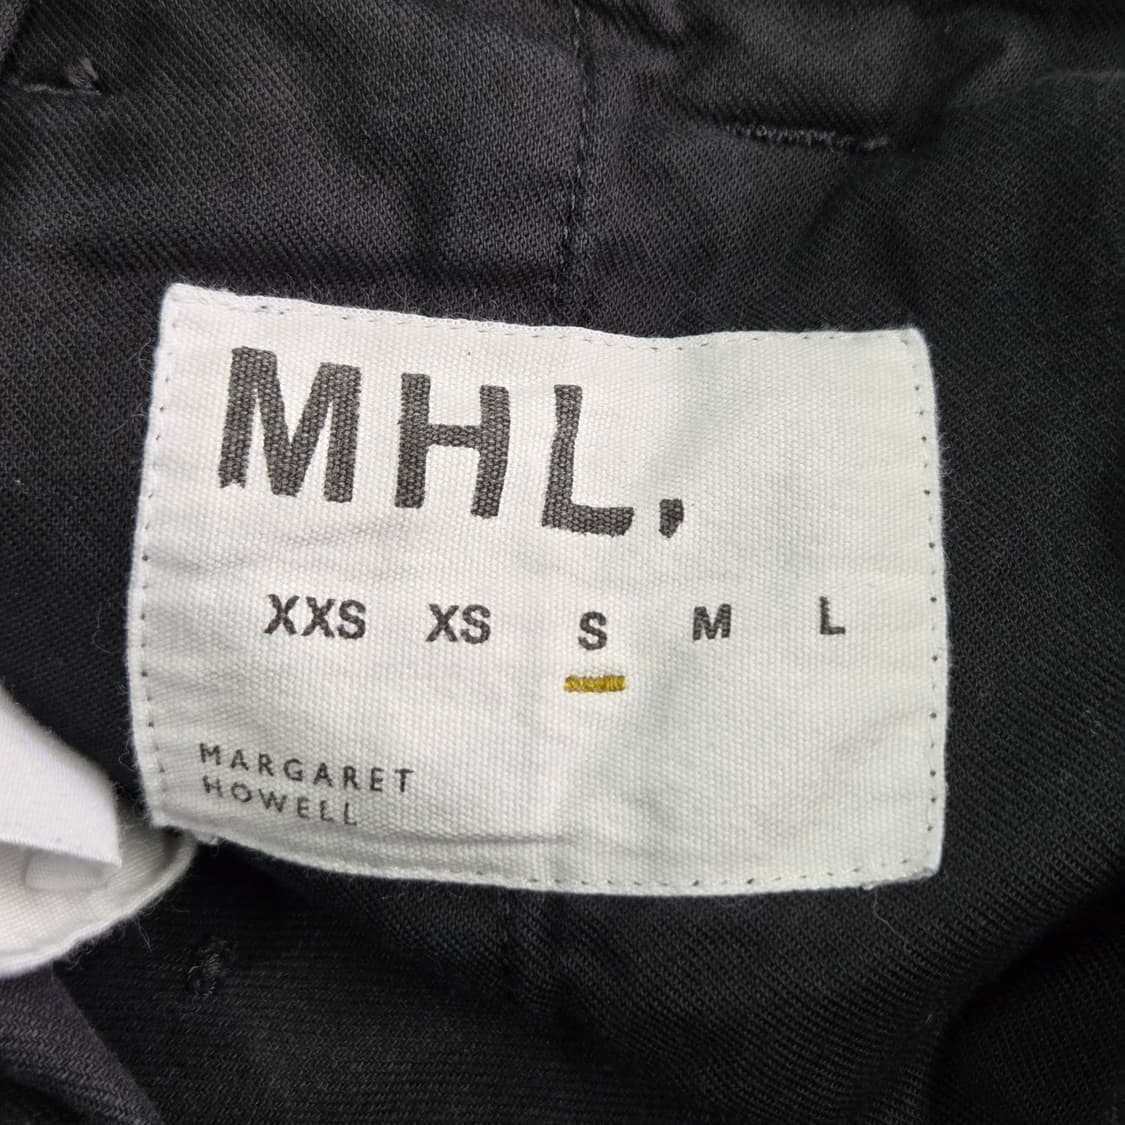 MHL.
XXS XS S M L
MARGARET
HOWELL